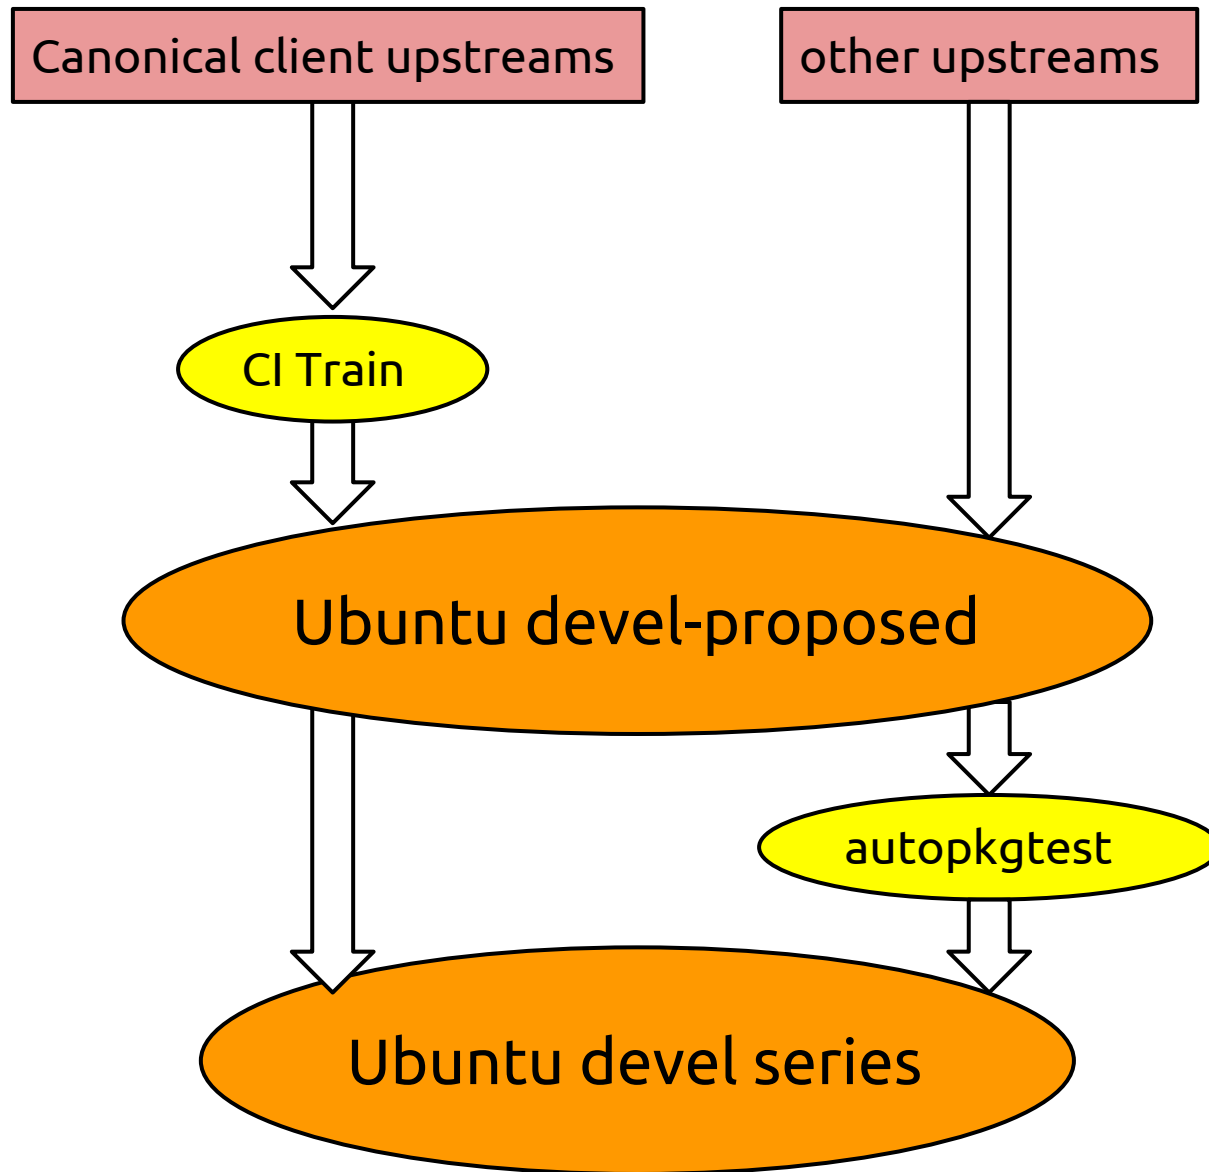 Canonical client upstreams
other upstreams
CI Train
Ubuntu devel-proposed
autopkgtest
Ubuntu devel series